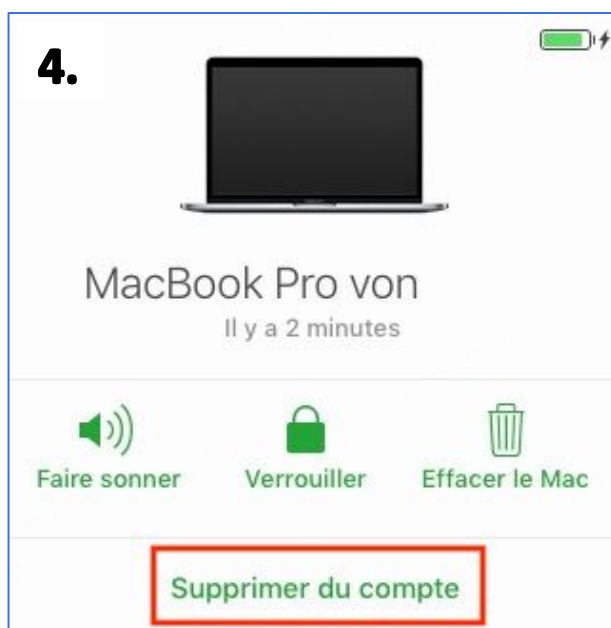 4.
MacBook Pro von
Il y a 2 minutes
Faire sonner Verrouiller Effacer le Mac
Supprimer du compte